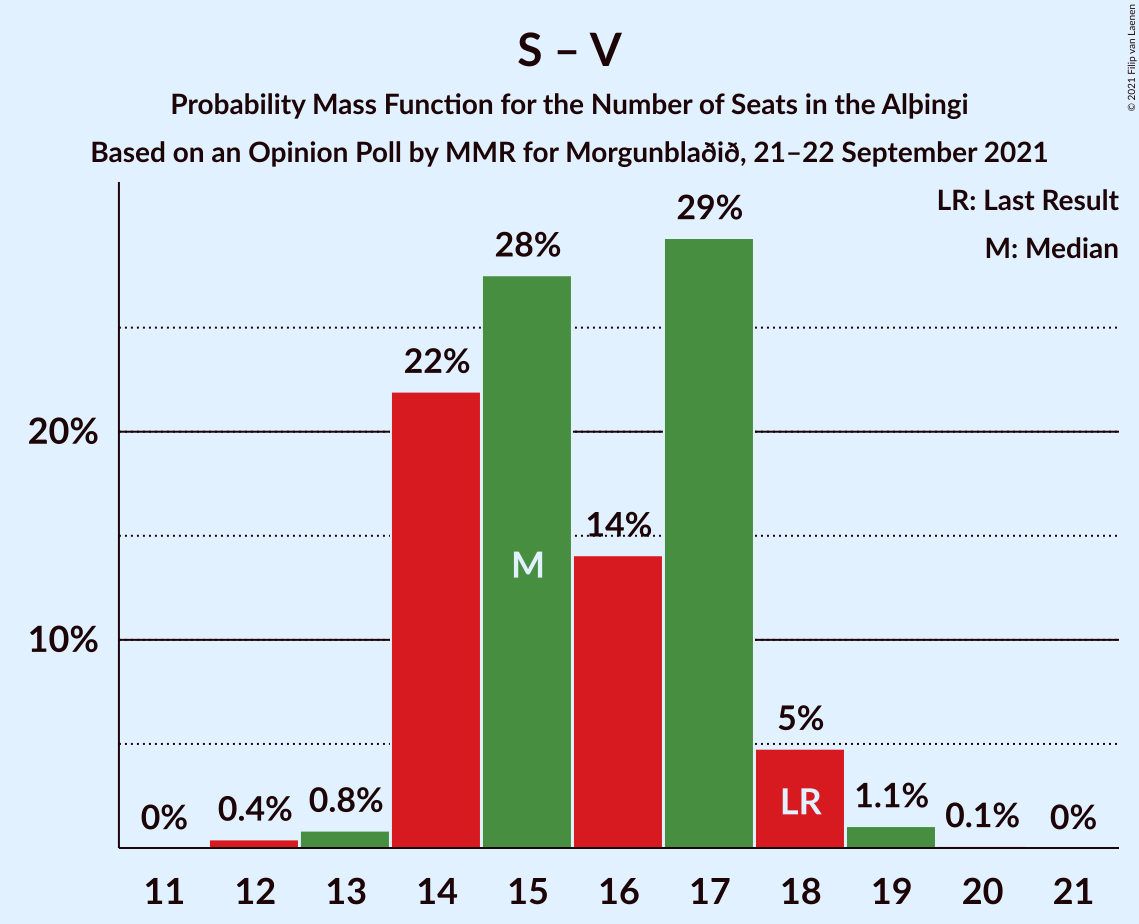 S – V
Probability Mass Function for the Number of Seats in the Alþingi
Based on an Opinion Poll by MMR for Morgunblaðið, 21–22 September 2021
© 2021 Filip van Laenen
LR: Last Result
M: Median
29%
28%
22%
20%
14%
M
10%
5%
LR
0%
0.4%
0.8%
1.1%
0.1%
0%
11 12 13 14 15 16 17 18 19 20 21